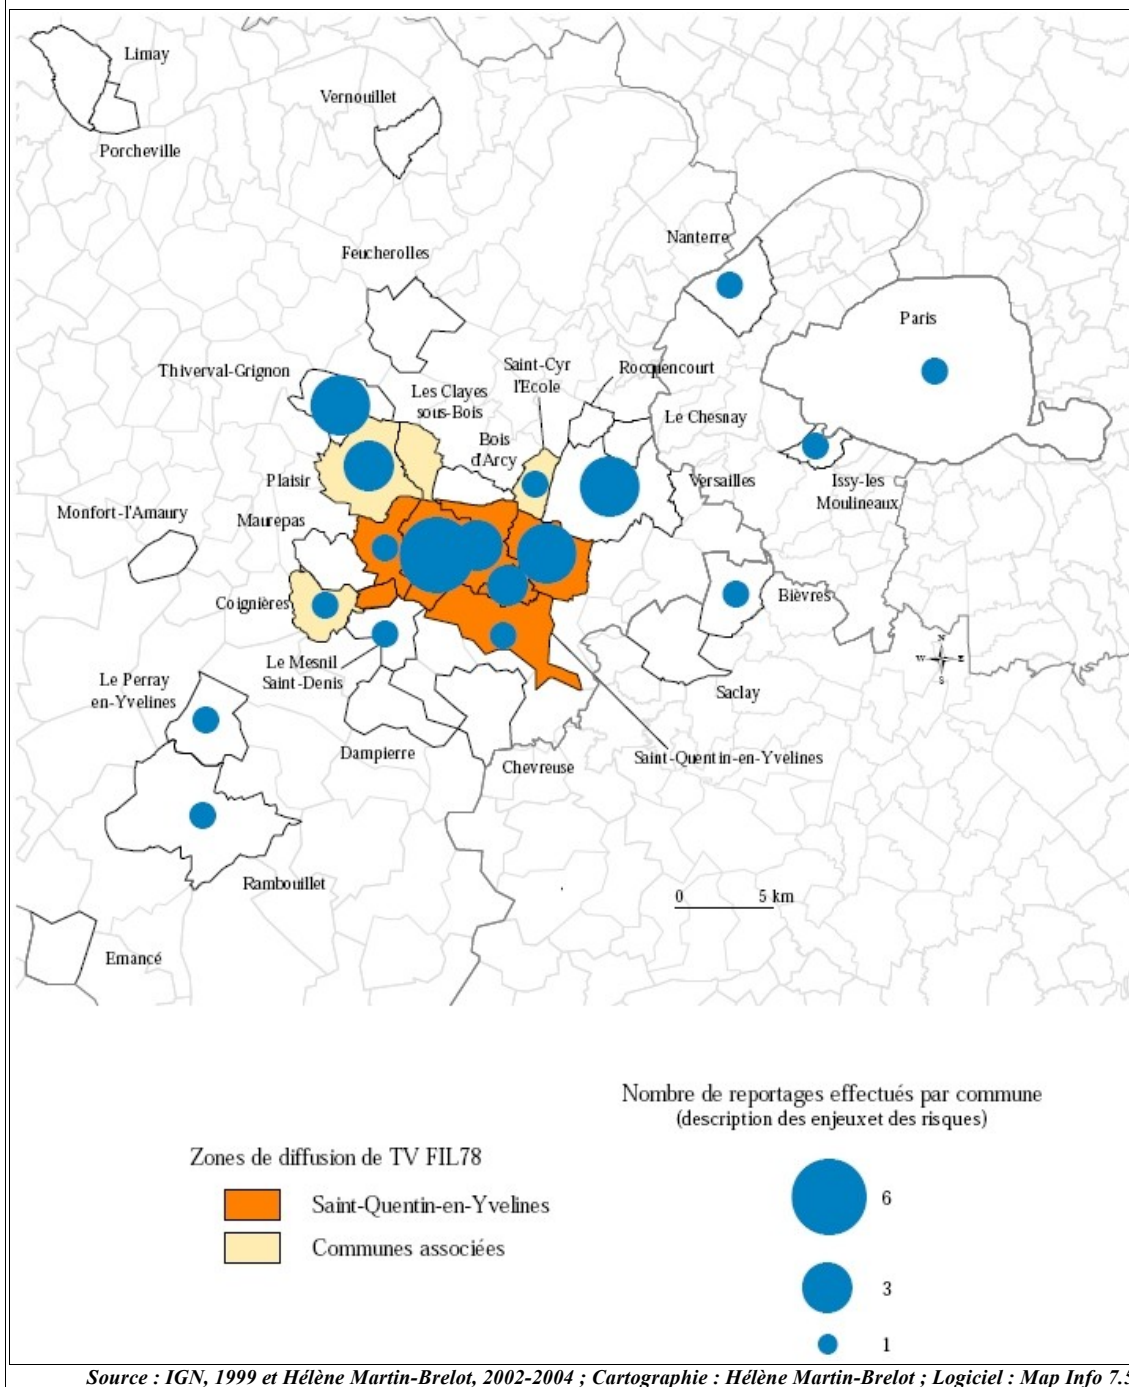 Limay
Vernouillet
Porcheville
Nanterre
Feucherolles
Paris
Thiverval-Grignon
Saint-Cyr
l'Ecole
Rocquencourt
Les Clayes
sous-Bois
Le Chesnay
Bois
d'Arcy
Plaisir
Versailles
Issy-les
Moulineaux
Monfort-l'Amaury
Maurepas
Coignières
Bièvres
N
W E
S
Le Mesnil
Saint-Denis
Le Perray
en-Yvelines
Saclay
Dampierre
Chevreuse
Saint-Quentin-en-Yvelines
Rambouillet
0 5 km
Emancé
Nombre de reportages effectués par commune
(description des enjeuxet des risques)
Zones de diffusion de TV FIL78
6
Saint-Quentin-en-Yvelines
Communes associées
3
1
Source : IGN, 1999 et Hélène Martin-Brelot, 2002-2004 ; Cartographie : Hélène Martin-Brelot ; Logiciel : Map Info 7.5